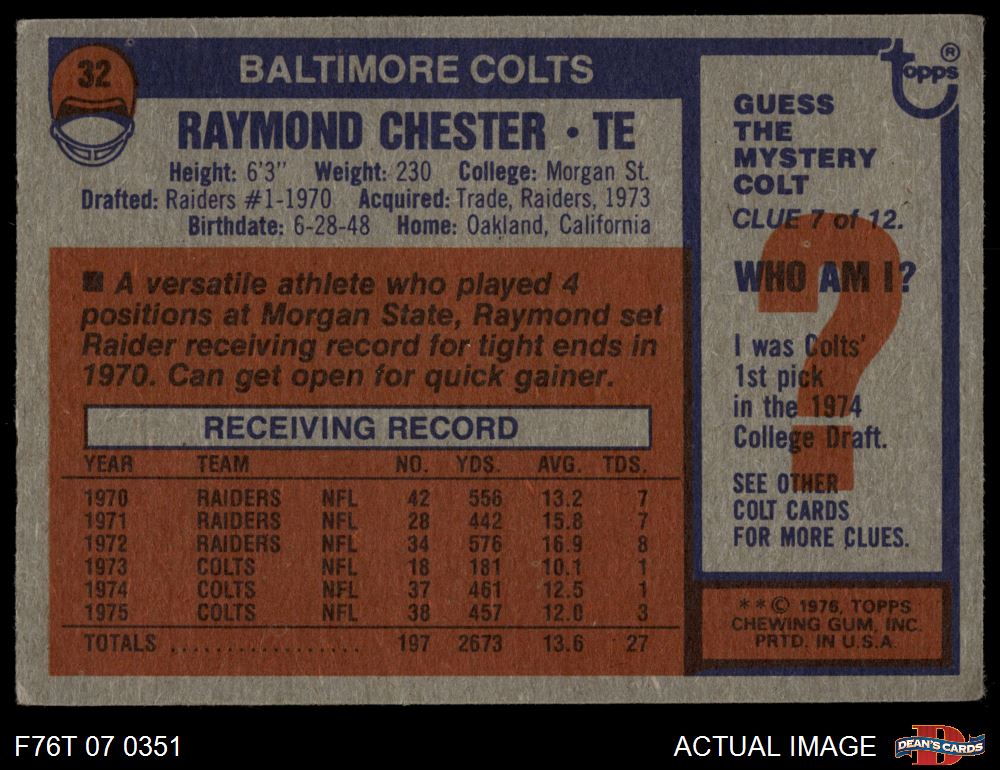 32
BALTIMORE COLTS
RAYMOND CHESTER • TE
Height: 6'3" Weight: 230 College: Morgan St.
Drafted: Raiders #1-1970 Acquired: Trade, Raiders, 1973
Birthdate: 6-28-48 Home: Oakland, California
■ A versatile athlete who played 4
positions at Morgan State, Raymond set
Raider receiving record for tight ends in
1970. Can get open for quick gainer.
RECEIVING RECORD
YEAR TEAM NO. YDS. AVG. TDS.
1970 RAIDERS NFL 42 556 13.2 7
1971 RAIDERS NFL 28 442 15.8 7
1972 RAIDERS NFL 34 576 16.9 8
1973 COLTS NFL 18 181 10.1 1
1974 COLTS NFL 37 461 12.5 1
1975 COLTS NFL 38 457 12.0 3
TOTALS ................. 197 2673 13.6 27
topps ®
GUESS
THE
MYSTERY
COLT
CLUE 7 of 12.
?
WHO AM I?
I was Colts'
1st pick
in the 1974
College Draft.
SEE OTHER
COLT CARDS
FOR MORE CLUES.
* * © 1976, TOPPS
CHEWING GUM, INC.
PRTD. IN U.S.A.
F76T 07 0351
ACTUAL IMAGE
D
DEAN'S CARDS